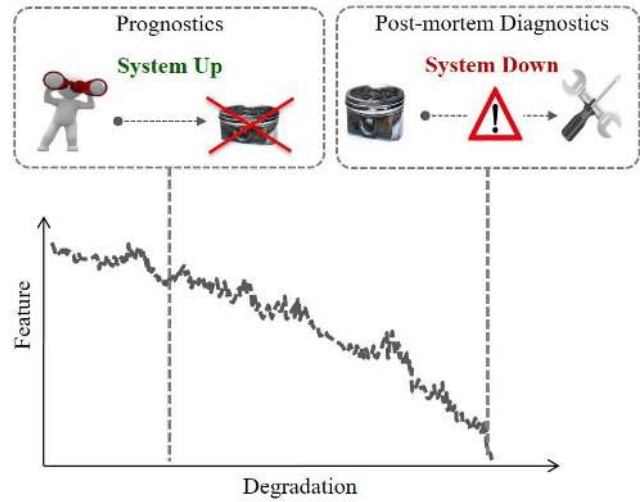 Prognostics
System Up
Post-mortem Diagnostics
System Down
Feature
Degradation